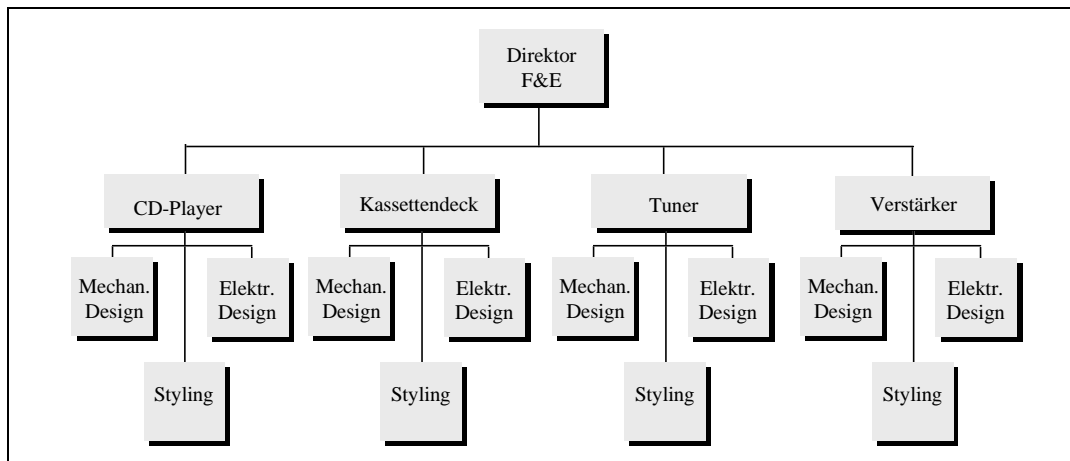 Direktor
F&E
CD-Player
Kassettendeck
Tuner
Verstärker
Mechan.
Design
Elektr.
Design
Mechan.
Design
Elektr.
Design
Mechan.
Design
Elektr.
Design
Mechan.
Design
Elektr.
Design
Styling
Styling
Styling
Styling